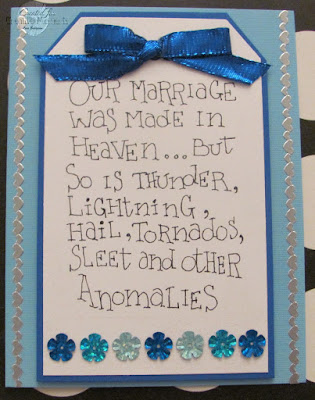 OUR MARRIAGE
WAS MADE IN
HEAVEN...BUT
SO IS THUNDER,
LIGHTNING,
HAIL, TORNADOS,
SLEET and OTHER
ANOMALIES